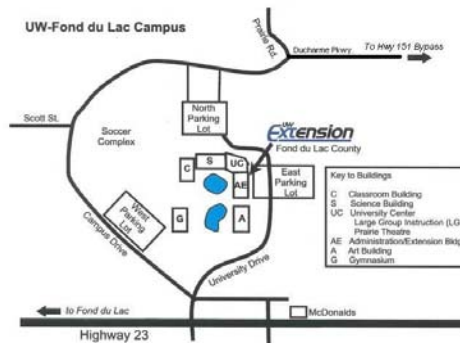 UW-Fond du Lac Campus
Prairie Rd.
Ducharme Pkwy.
To Hwy 151 Bypass
Scott St.
Soccer
Complex
North
Parking
Lot
UW
Extension
Fond du Lac County
C
S
UC
AE
East
Parking
Lot
G
A
West
Parking
Lot
Campus Drive
University Drive
Key to Buildings
C Classroom Building
S Science Building
UC University Center
Large Group Instruction (LG
Prairie Theatre
AE Administration/Extension Bldg
A Art Building
G Gymnasium
to Fond du Lac
McDonalds
Highway 23